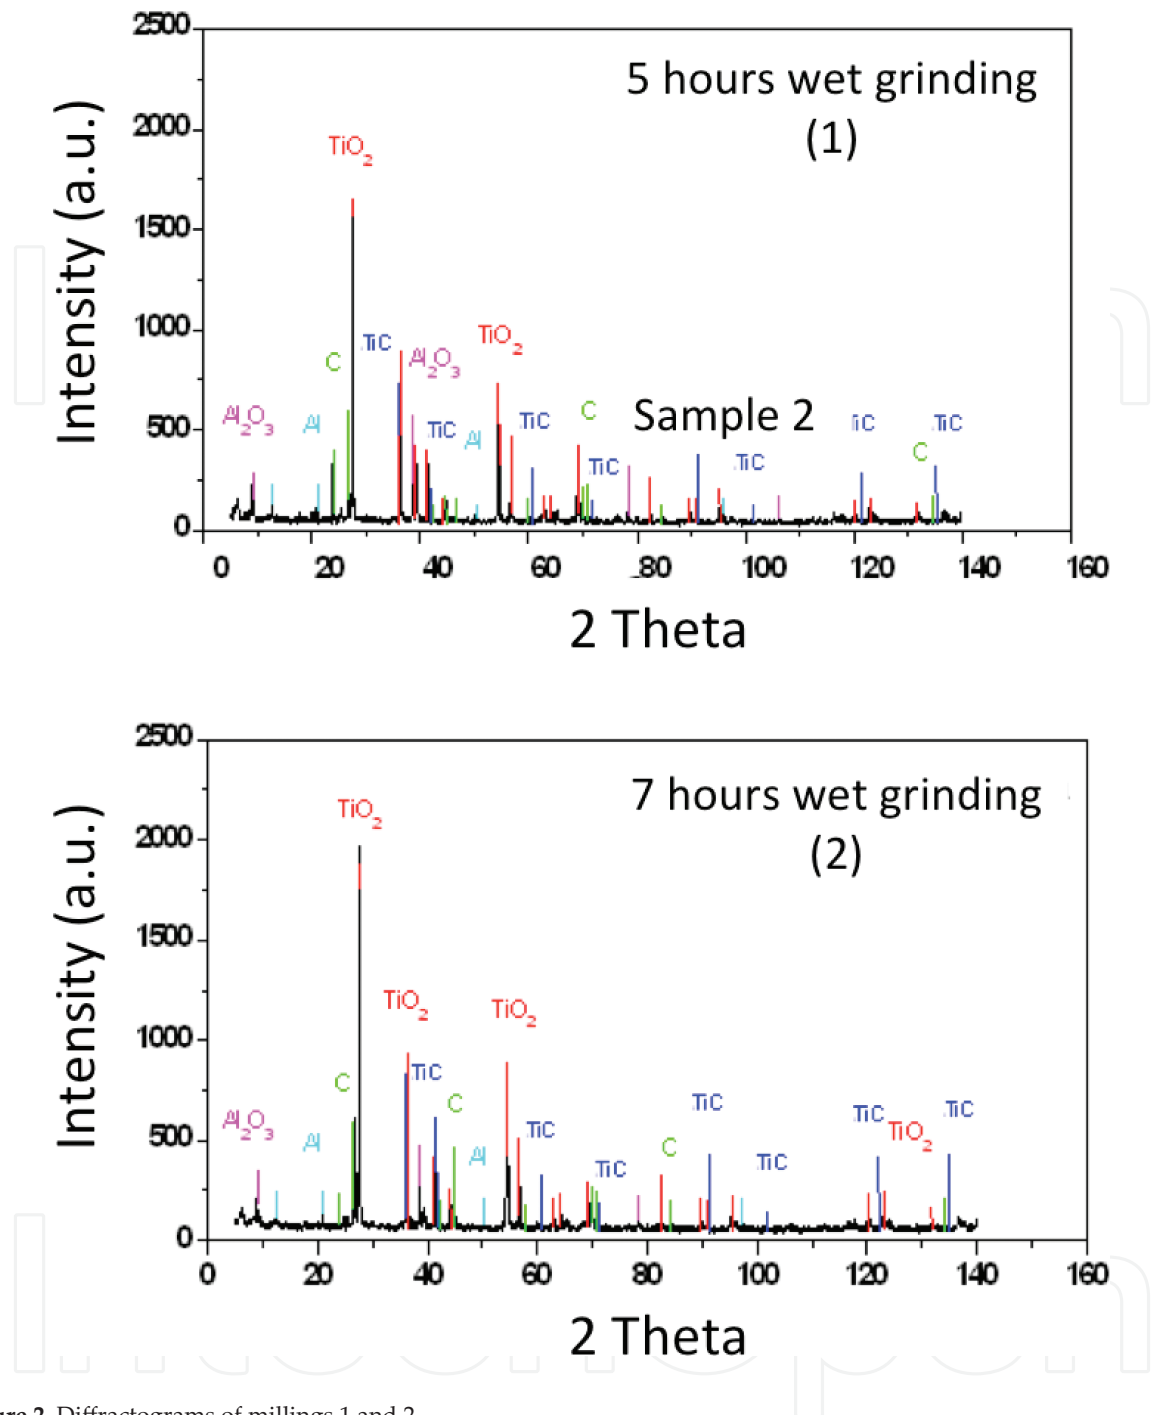 2500
5 hours wet grinding
(1)
2000
TiO2
1500
Intensity (a.u.)
1000
TiO2
TiC
C
Al2O3
C
Sample 2
Al2O3
Al
TiC
Al
TiC
TiC
TiC
500
TiC
TiC
C
0
0 20 40 60 80 100 120 140 160
2 Theta
2500
7 hours wet grinding
(2)
TiO2
2000
1500
Intensity (a.u.)
TiO2
TiO2
1000
C
TiC
C
TiC
TiC
TiC
Al2O3
Al
TiC
TiO2
500
Al
C
TiC
TiC
0
0 20 40 60 80 100 120 140 160
2 Theta
2. Diffractograms of millings 1 and 2